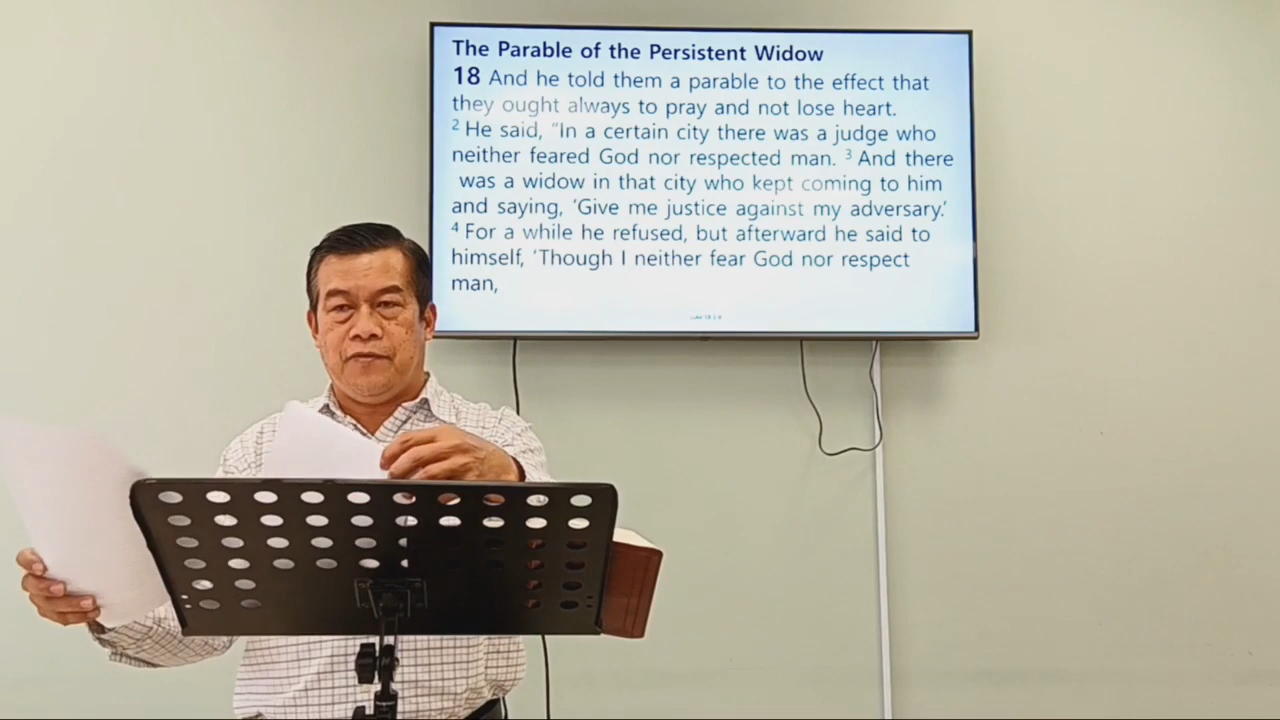 The Parable of the Persistent Widow
18 And he told them a parable to the effect that
they ought always to pray and not lose heart.
2 He said, “In a certain city there was a judge who
neither feared God nor respected man. 3 And there
was a widow in that city who kept coming to him
and saying, ‘Give me justice against my adversary.’
4 For a while he refused, but afterward he said to
himself, ‘Though I neither fear God nor respect
man,